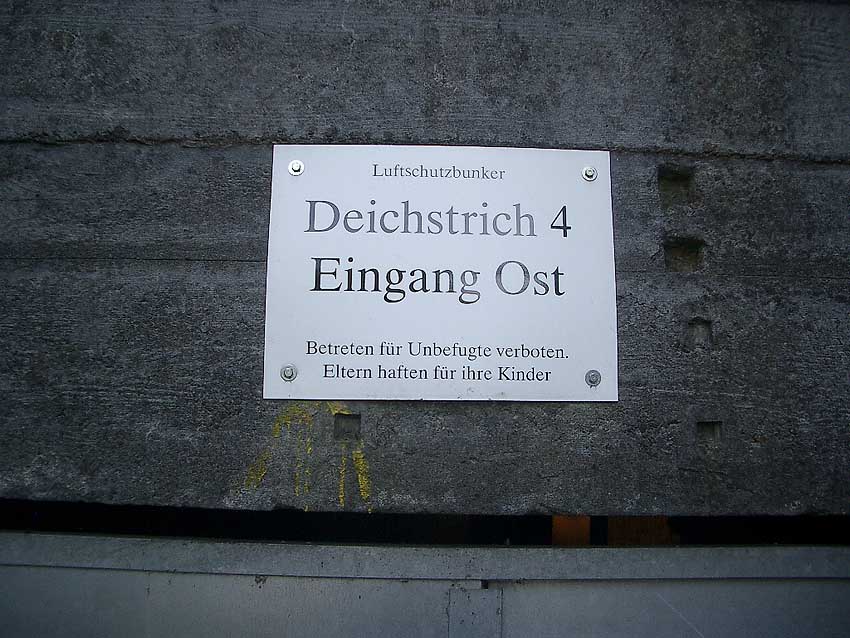 Luftschutzbunker
Deichstrich 4
Eingang Ost
Betreten für Unbefugte verboten.
Eltern haften für ihre Kinder